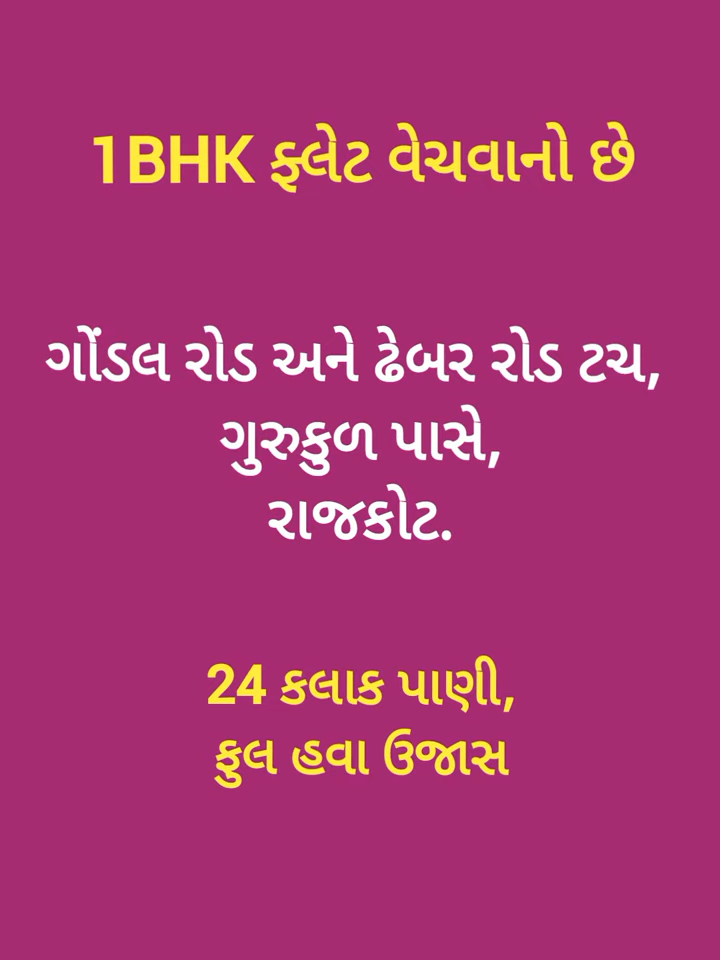 1BHK ફ્લેટ વેચવાનો છે
ગોંડલ રોડ અને ઢેબર રોડ ટચ,
ગુરુકુળ પાસે,
રાજકોટ.
24 કલાક પાણી,
ફુલ હવા ઉજાસ